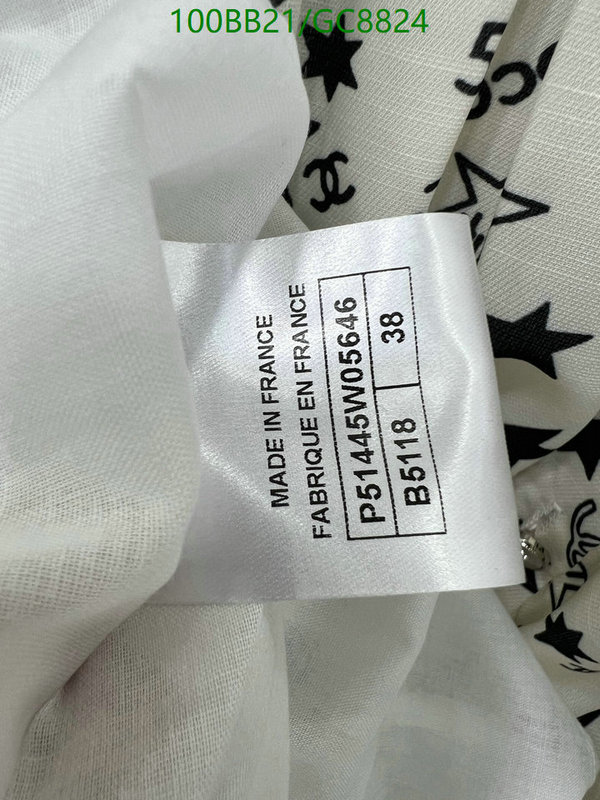 100BB21/GC8824
MADE IN FRANCE
FABRIQUE EN FRANCE
P51445W05646
B5118 38